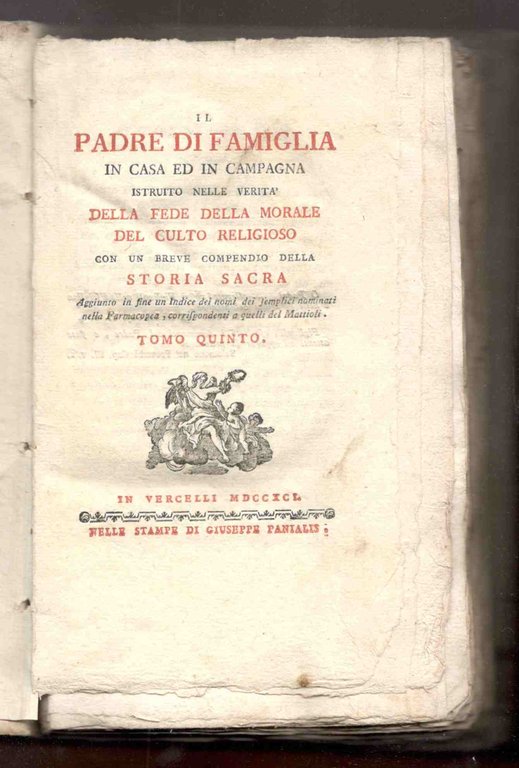 IL
PADRE DI FAMIGLIA
IN CASA ED IN CAMPAGNA
ISTRUITO NELLE VERITA'
DELLA FEDE DELLA MORALE
DEL CULTO RELIGIOSO
CON UN BREVE COMPENDIO DELLA
STORIA SACRA
Aggiunto in fine un Indice dei nomi dei semplici nominati
nella Farmacopea, corrispondenti a quelli del Mattioli.
TOMO QUINTO.
IN VERCELLI MDCCXCI.
NELLE STAMPE DI GIUSEPPE PANIALIS.